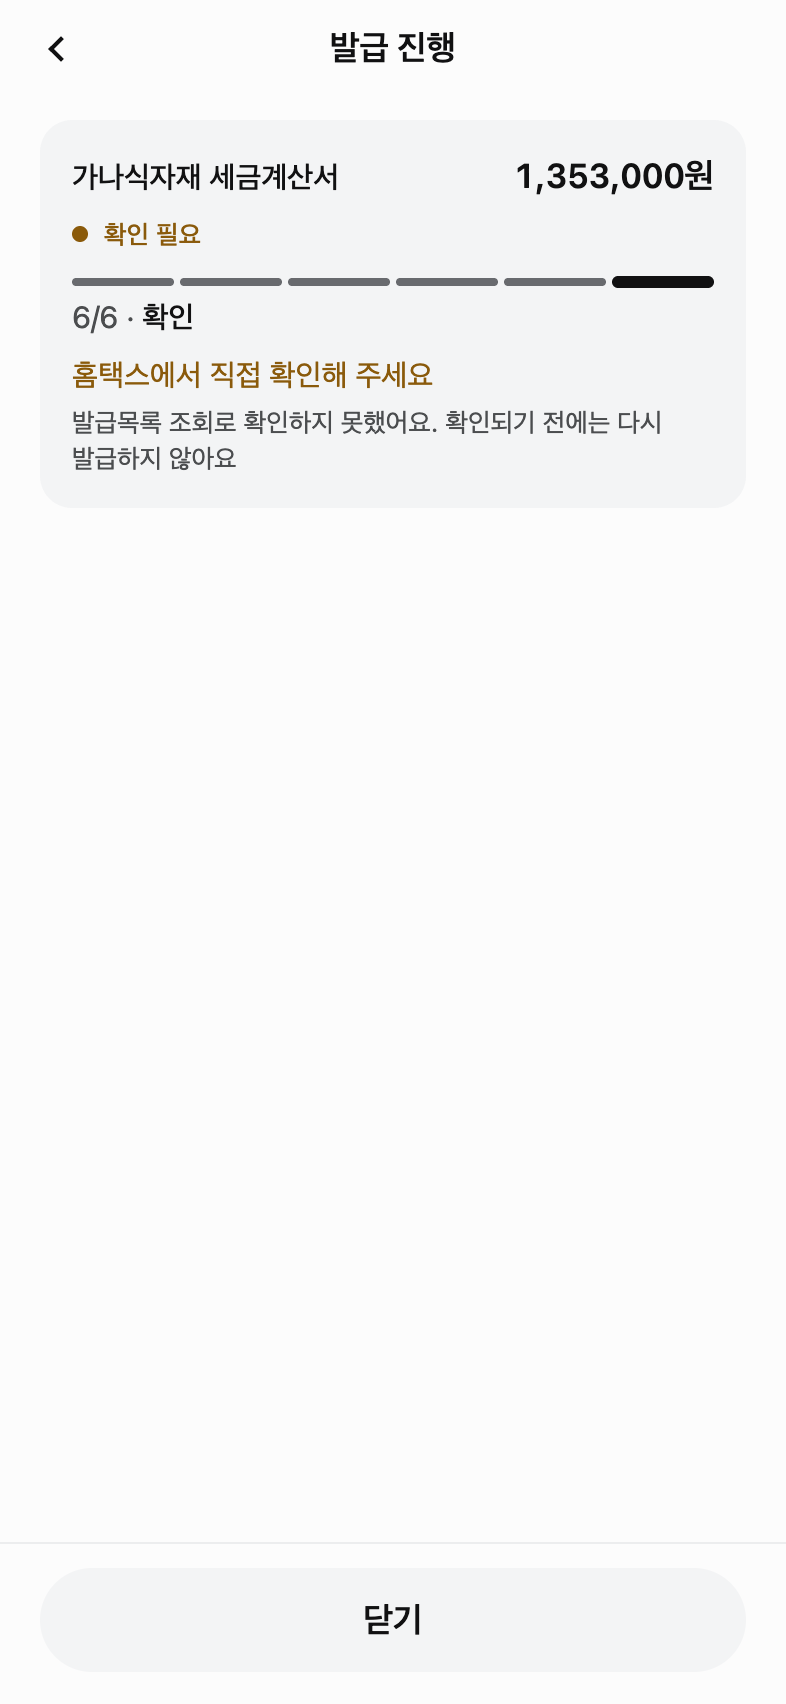 발급 진행
가나식자재 세금계산서
1,353,000원
확인 필요
6/6 · 확인
홈택스에서 직접 확인해 주세요
발급목록 조회로 확인하지 못했어요. 확인되기 전에는 다시
발급하지 않아요
닫기